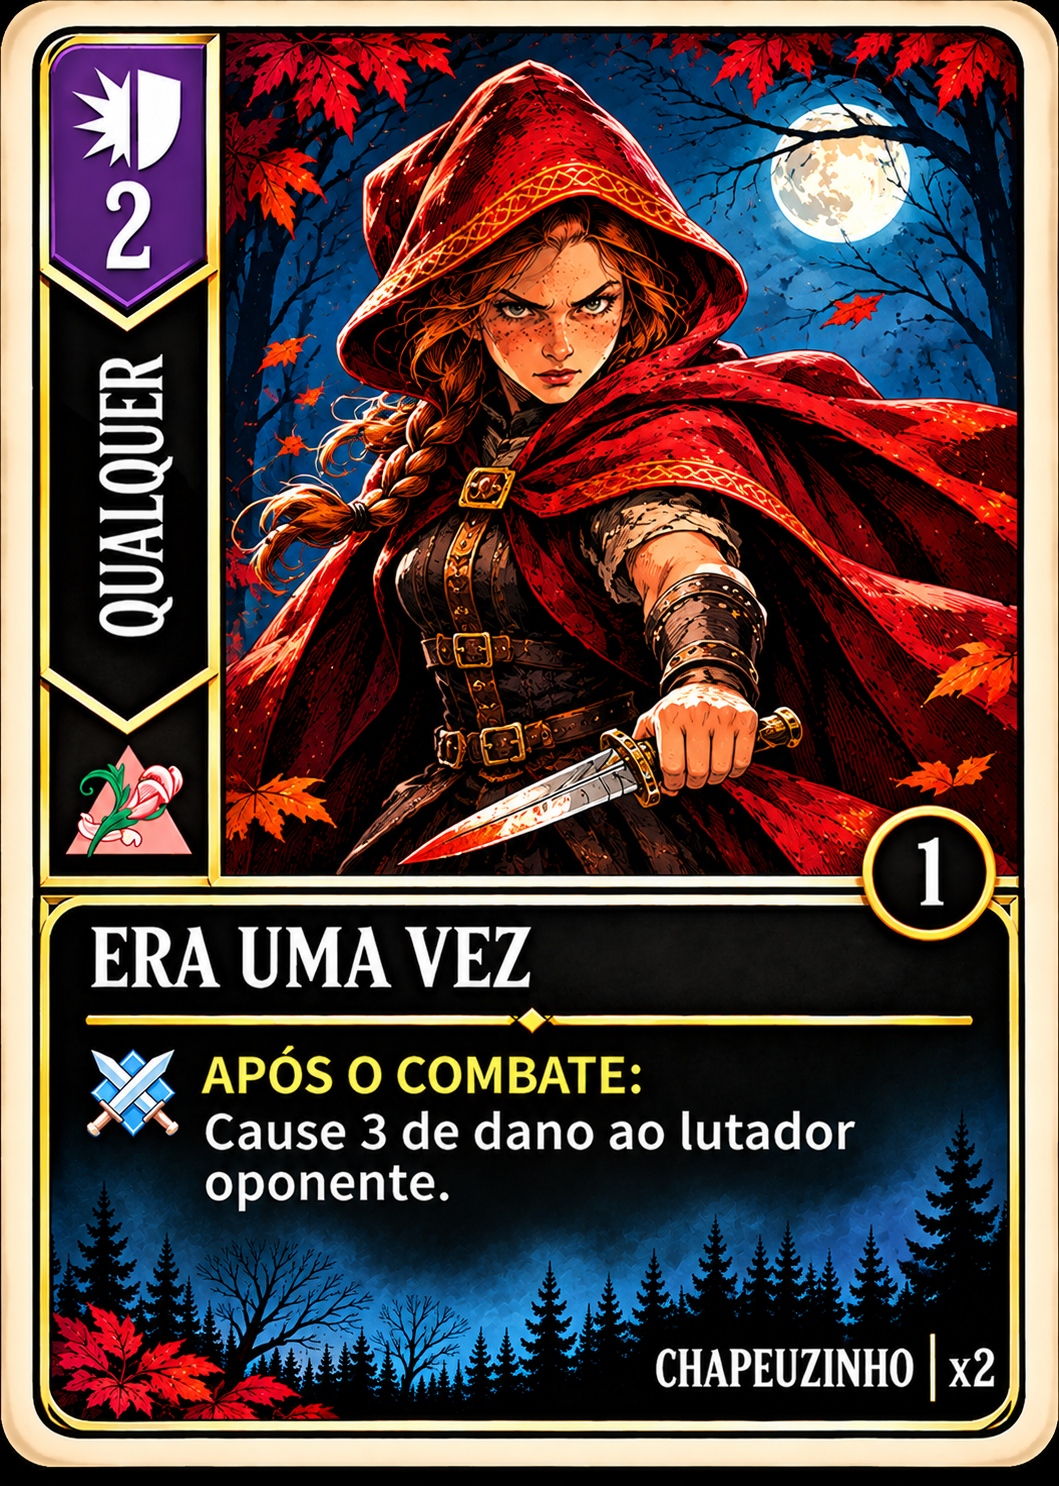 2
QUALQUER
1
ERA UMA VEZ
APÓS O COMBATE:
Cause 3 de dano ao lutador
oponente.
CHAPEUZINHO | x2